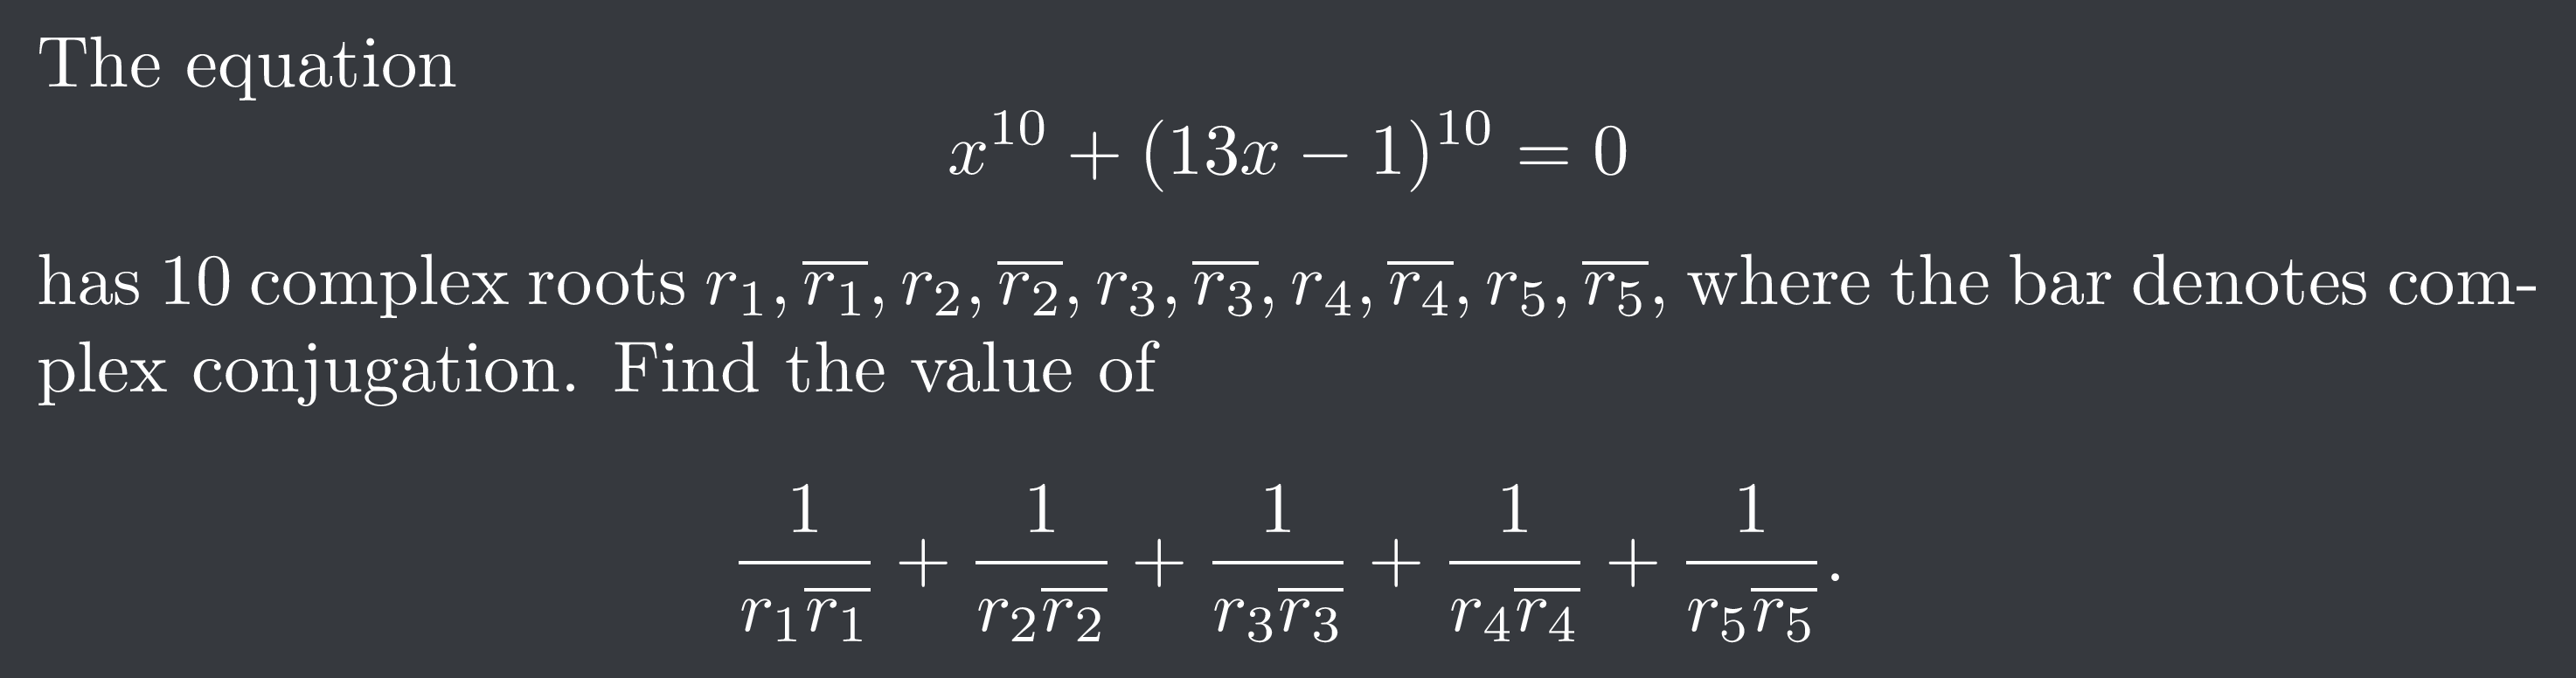 The equation
x^{10} + (13x − 1)^{10} = 0
has 10 complex roots r_1, \overline{r_1}, r_2, \overline{r_2}, r_3, \overline{r_3}, r_4, \overline{r_4}, r_5, \overline{r_5}, where the bar denotes com-
plex conjugation. Find the value of
\frac{1}{r_1\overline{r_1}} + \frac{1}{r_2\overline{r_2}} + \frac{1}{r_3\overline{r_3}} + \frac{1}{r_4\overline{r_4}} + \frac{1}{r_5\overline{r_5}}.